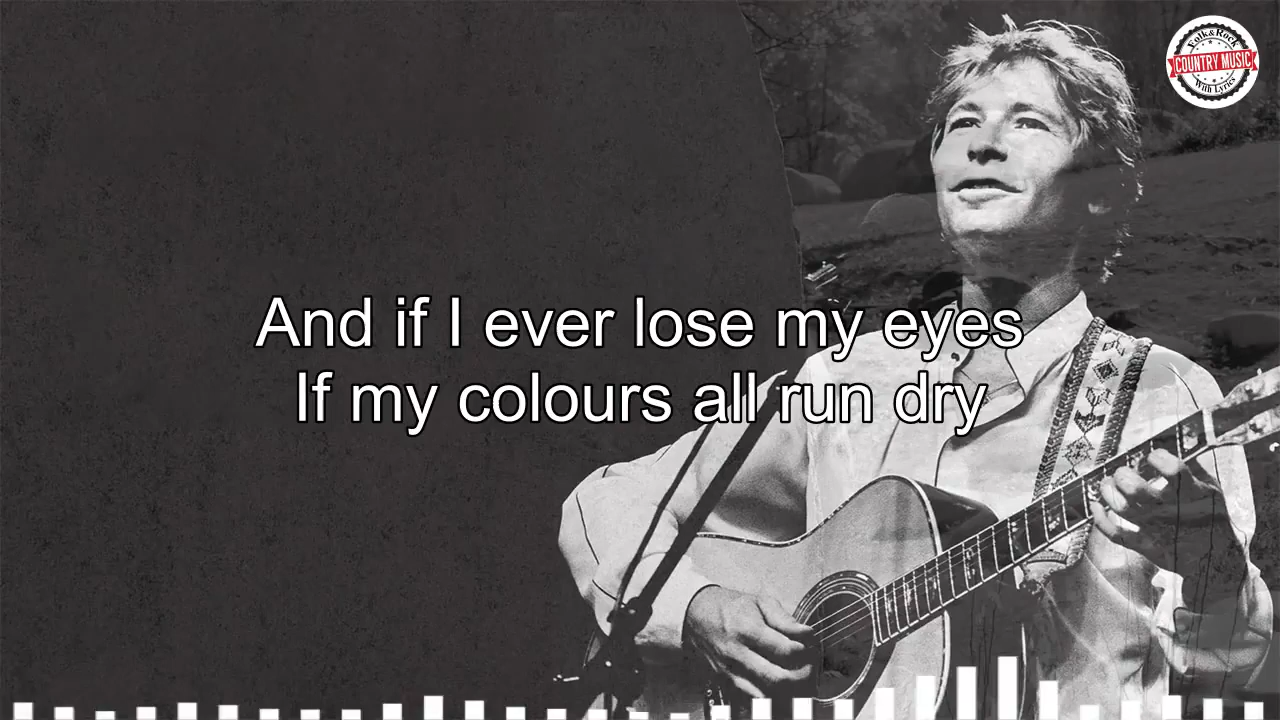 Folk&Rock
COUNTRY MUSIC
With Lyrics
And if I ever lose my eyes
If my colours all run dry